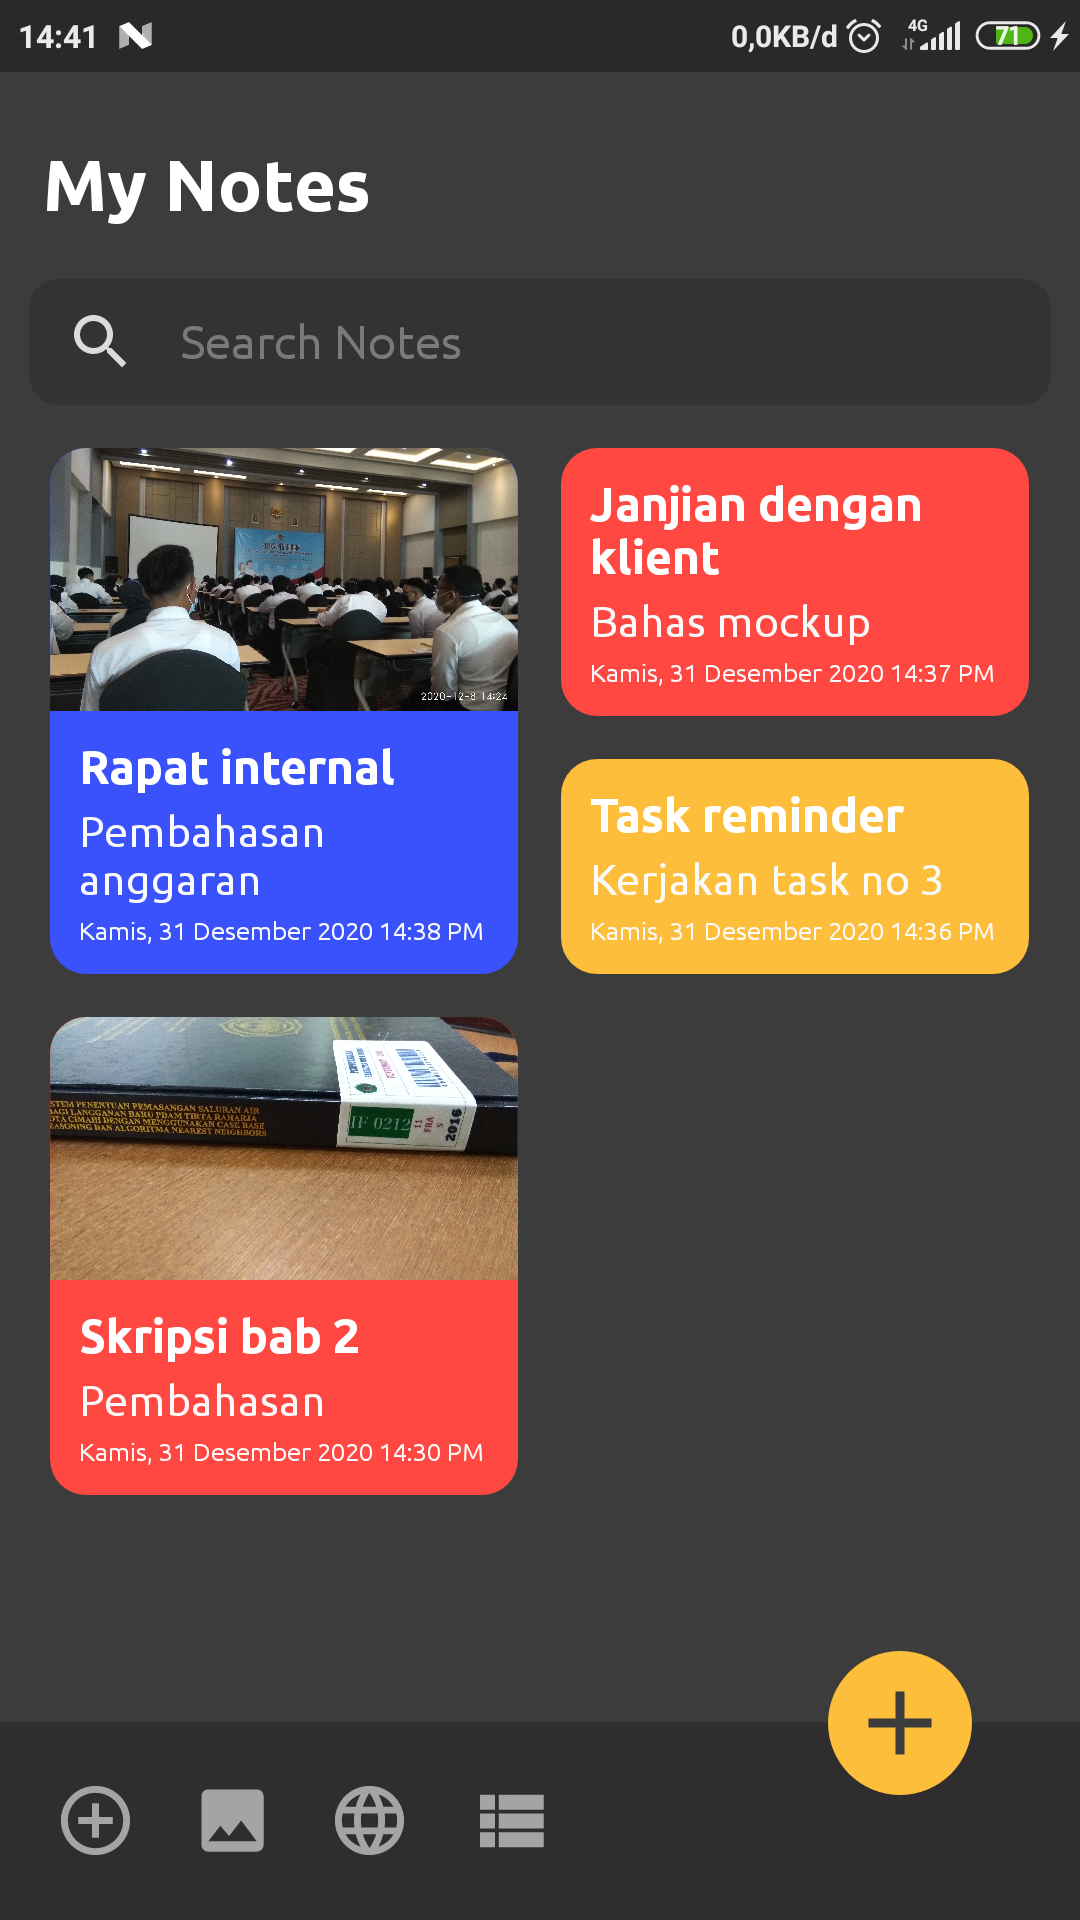 14:41
0,0KB/d
4G
71
My Notes
Search Notes
2020-12-8 14:24
Rapat internal
Pembahasan
anggaran
Kamis, 31 Desember 2020 14:38 PM
Janjian dengan
klient
Bahas mockup
Kamis, 31 Desember 2020 14:37 PM
Task reminder
Kerjakan task no 3
Kamis, 31 Desember 2020 14:36 PM
STEM PENENTUAN PEMASANGAN SALURAN AIR
BAGI LANGGANAN BARU PDAM TIRTA RAHARJA
OTA CIMAHI DENGAN MENGGUNAKAN CASE BASE
EASONING DAN ALGORITMA NEAREST NEIGHBORS
IF 0212
11
FRA
S
2016
Skripsi bab 2
Pembahasan
Kamis, 31 Desember 2020 14:30 PM